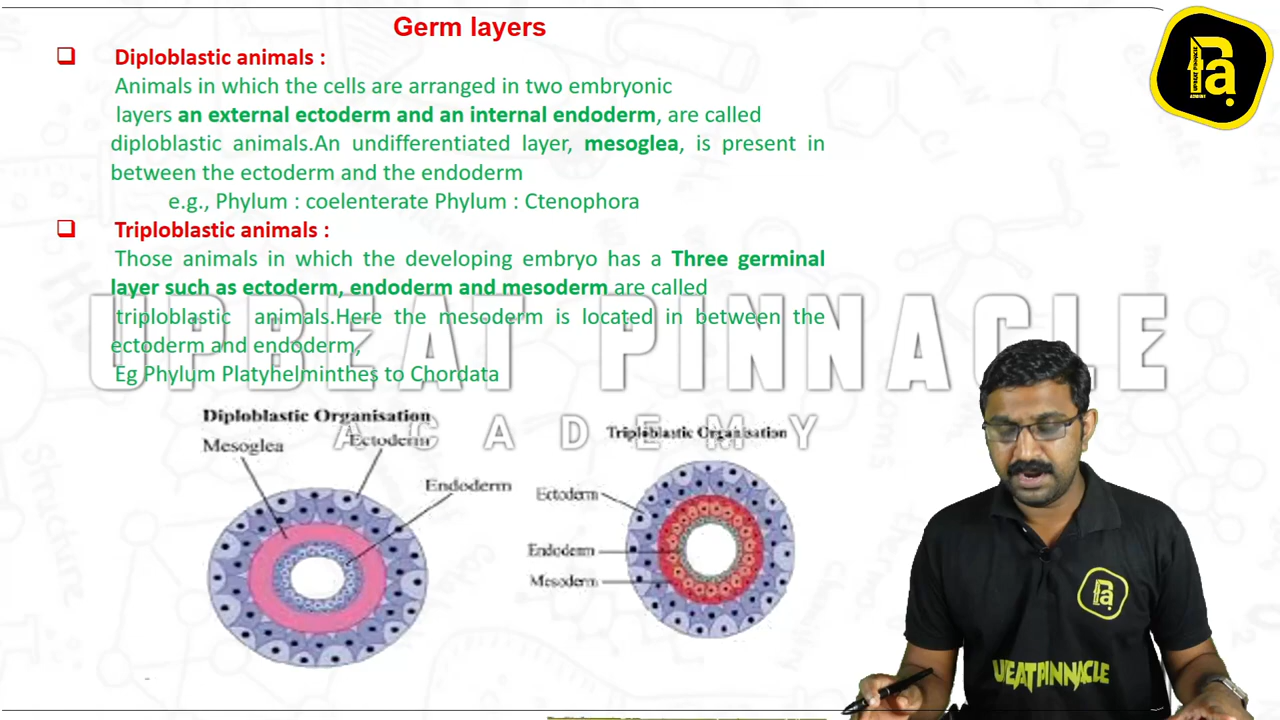 Germ layers
❑ Diploblastic animals :
Animals in which the cells are arranged in two embryonic
layers an external ectoderm and an internal endoderm, are called
diploblastic animals.An undifferentiated layer, mesoglea, is present in
between the ectoderm and the endoderm
e.g., Phylum : coelenterate Phylum : Ctenophora
❑ Triploblastic animals :
Those animals in which the developing embryo has a Three germinal
layer such as ectoderm, endoderm and mesoderm are called
triploblastic animals.Here the mesoderm is located in between the
ectoderm and endoderm,
Eg Phylum Platyhelminthes to Chordata
UPBEAT PINNACLE
ACADEMY
Diploblastic Organisation
Mesoglea
Ectoderm
Endoderm
Triploblastic Organisation
Ectoderm
Endoderm
Mesoderm
Pa
UPBEAT PINNACLE
Pa
UEATPINNACLE